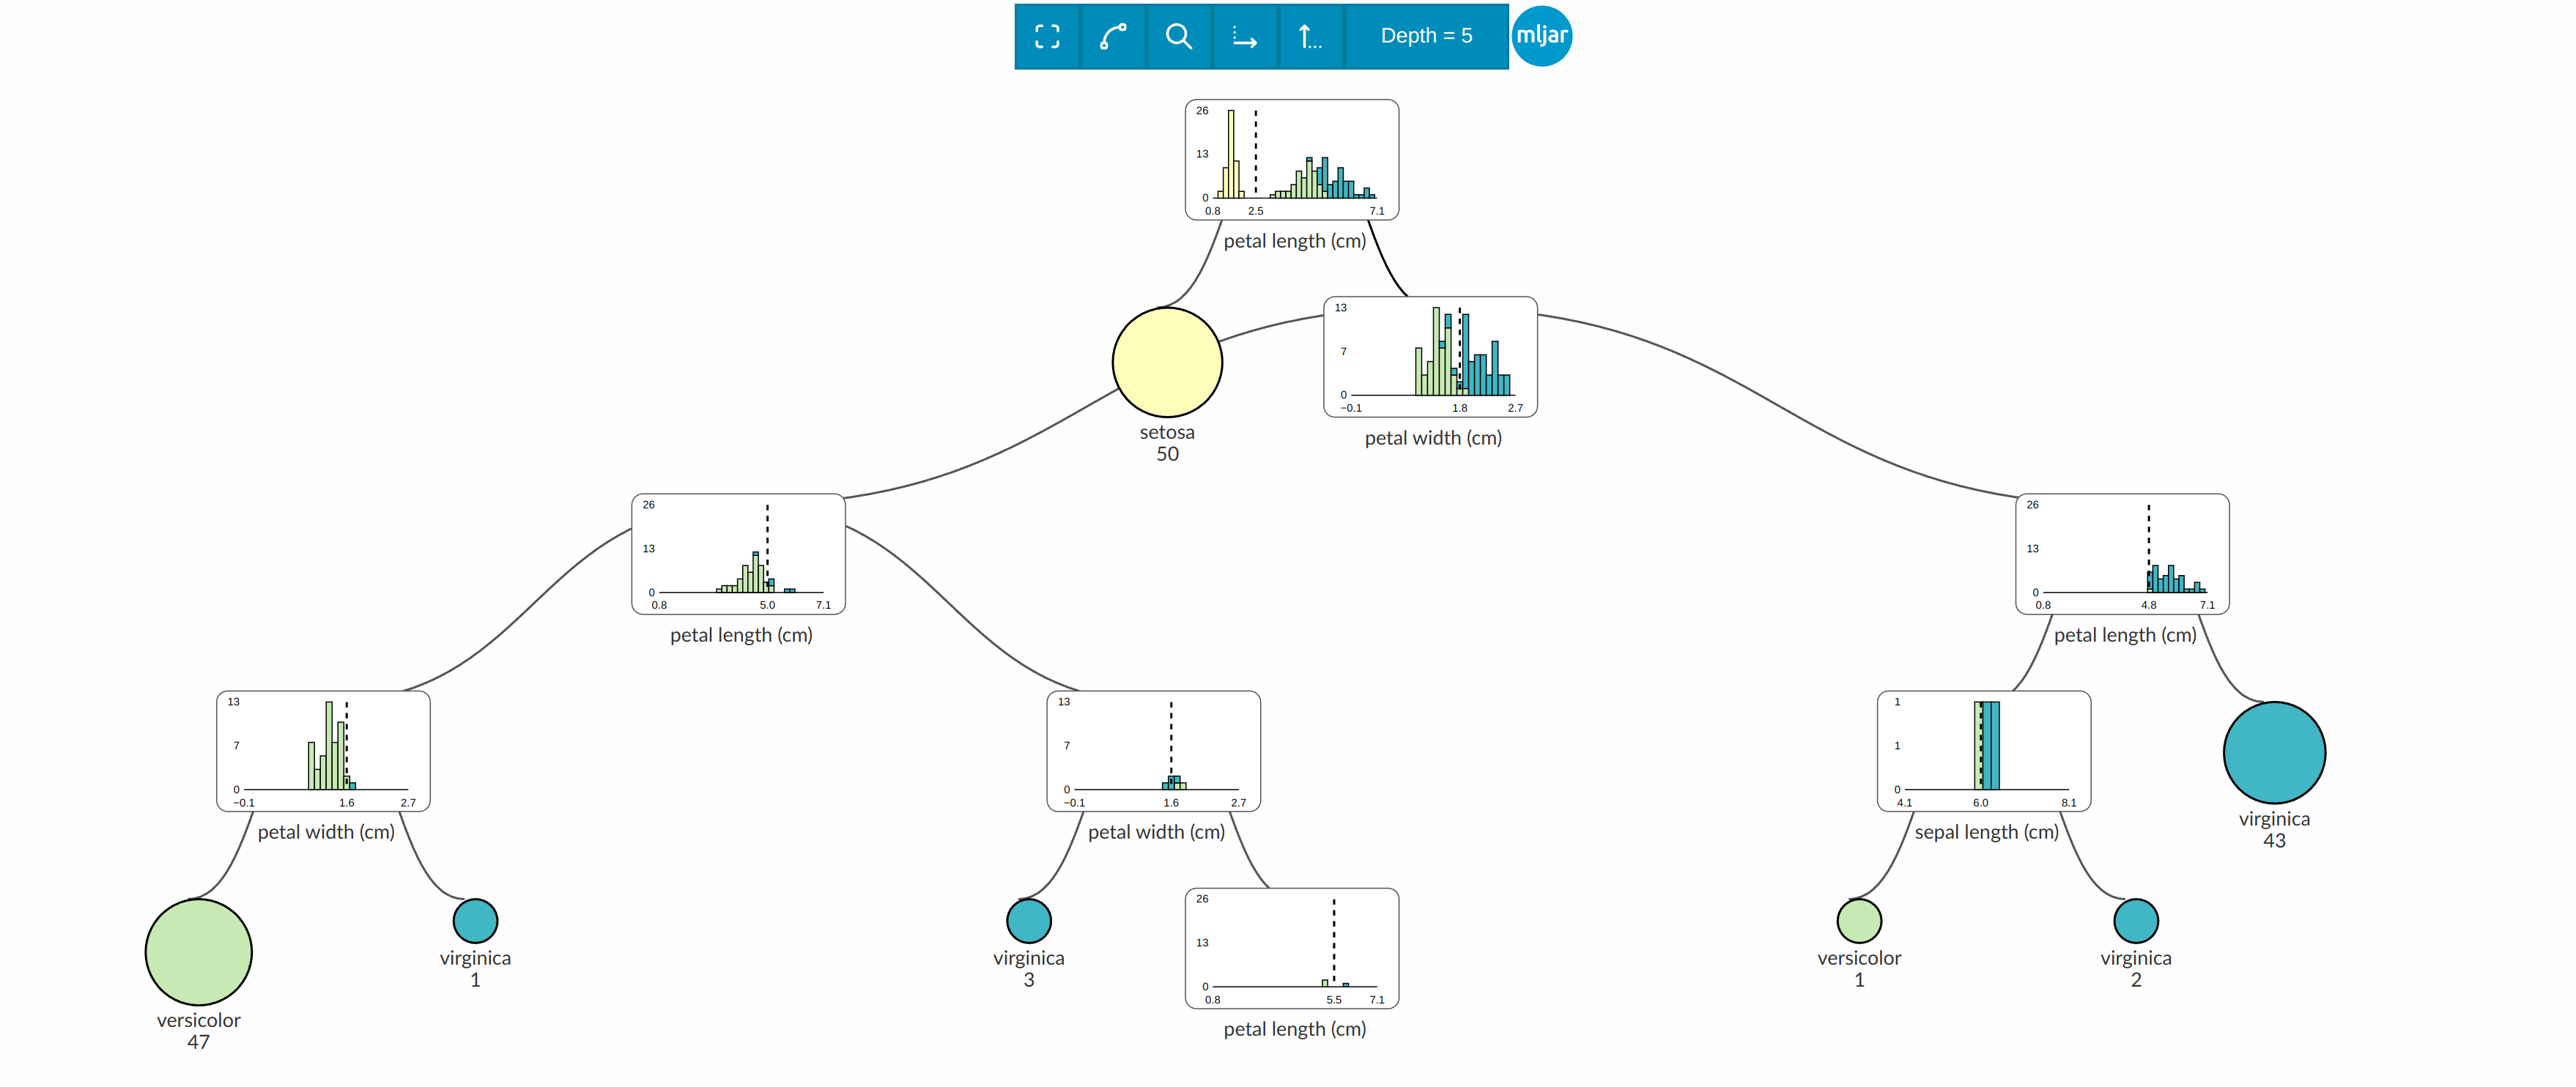 Depth = 5
mljar
26
13
0
0.8 2.5 7.1
petal length (cm)
13
7
0
−0.1 1.8 2.7
petal width (cm)
setosa
50
26
13
0
0.8 5.0 7.1
petal length (cm)
26
13
0
0.8 4.8 7.1
petal length (cm)
13
7
0
−0.1 1.6 2.7
petal width (cm)
13
7
0
−0.1 1.6 2.7
petal width (cm)
1
1
0
4.1 6.0 8.1
sepal length (cm)
virginica
43
versicolor
47
virginica
1
virginica
3
26
13
0
0.8 5.5 7.1
petal length (cm)
versicolor
1
virginica
2